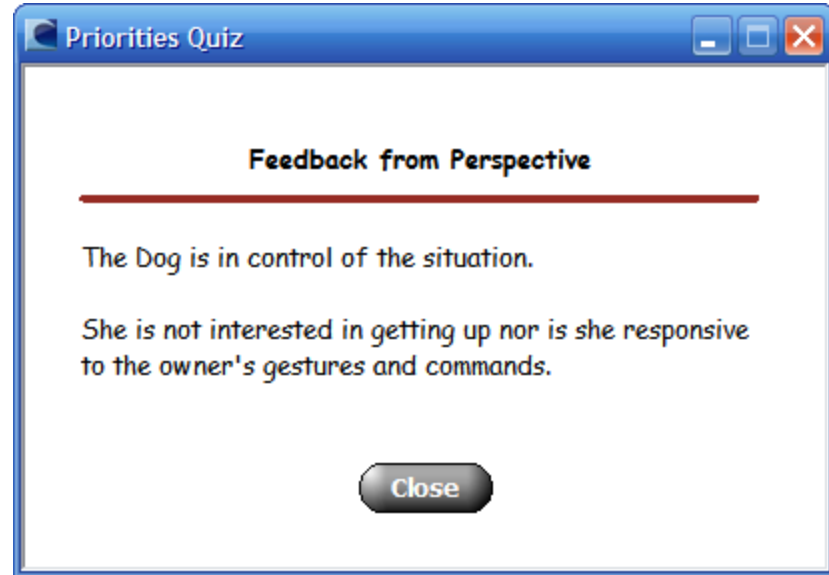 Priorities Quiz
Feedback from Perspective
The Dog is in control of the situation.
She is not interested in getting up nor is she responsive
to the owner's gestures and commands.
Close